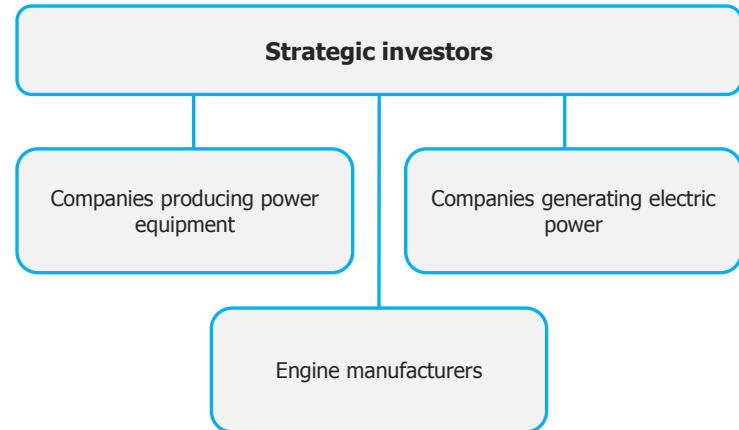 Strategic investors
Companies producing power
equipment
Companies generating electric
power
Engine manufacturers